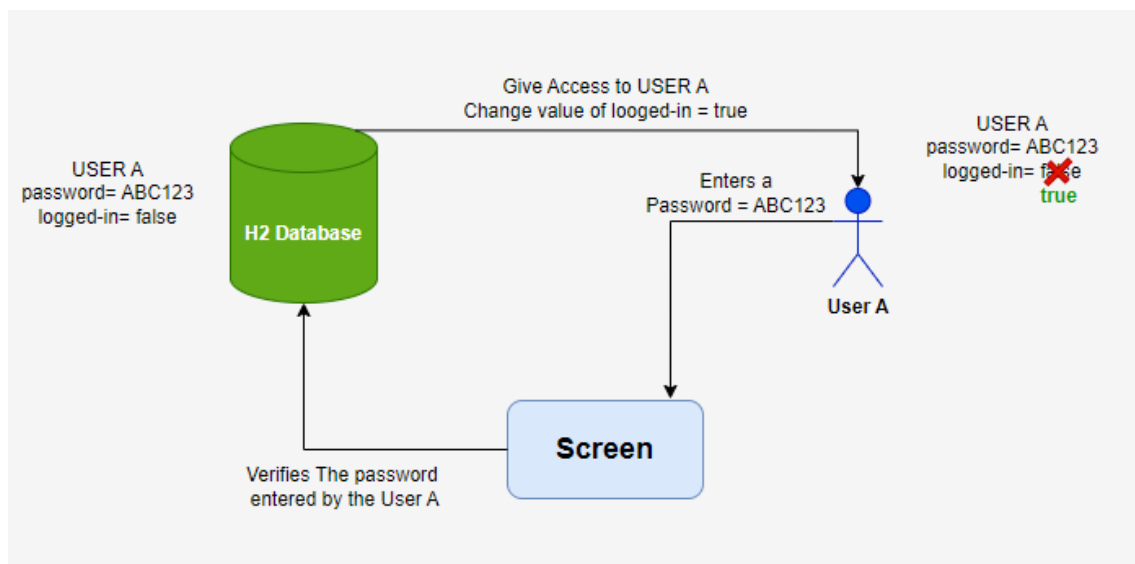 Give Access to USER A
Change value of looged-in = true
USER A
password= ABC123
logged-in= false
H2 Database
Enters a
Password = ABC123
USER A
password= ABC123
logged-in= false
true
User A
Screen
Verifies The password
entered by the User A